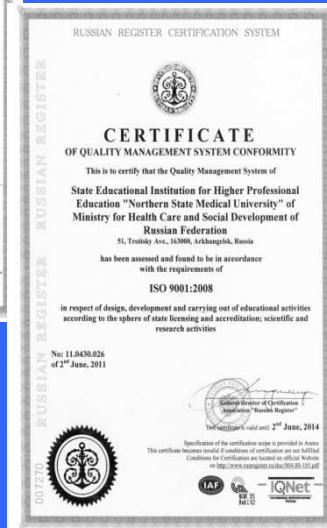 RUSSIAN REGISTER CERTIFICATION SYSTEM
RUSSIAN REGISTER RUSSIAN REGISTER RUSSIAN REGISTER
CERTIFICATE
OF QUALITY MANAGEMENT SYSTEM CONFORMITY
This is to certify that the Quality Management System of
State Educational Institution for Higher Professional
Education "Northern State Medical University" of
Ministry for Health Care and Social Development of
Russian Federation
51, Troitsky Ave., 163000, Arkhangelsk, Russia
has been assessed and found to be in accordance
with the requirements of
ISO 9001:2008
in respect of design, development and carrying out of educational activities
according to the sphere of state licensing and accreditation; scientific and
research activities
No: 11.0430.026
of 2nd June, 2011
General Director of Certification
Association "Russian Register"
This certificate is valid until 2nd June, 2014
Specification of the certification scope is provided in Annex
This certificate becomes invalid if conditions of certification are not fulfilled
Conditions for Certification are located on official Website
007270
IAF
IQNet